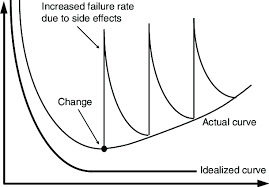 Increased failure rate
due to side effects
Change
Actual curve
Idealized curve